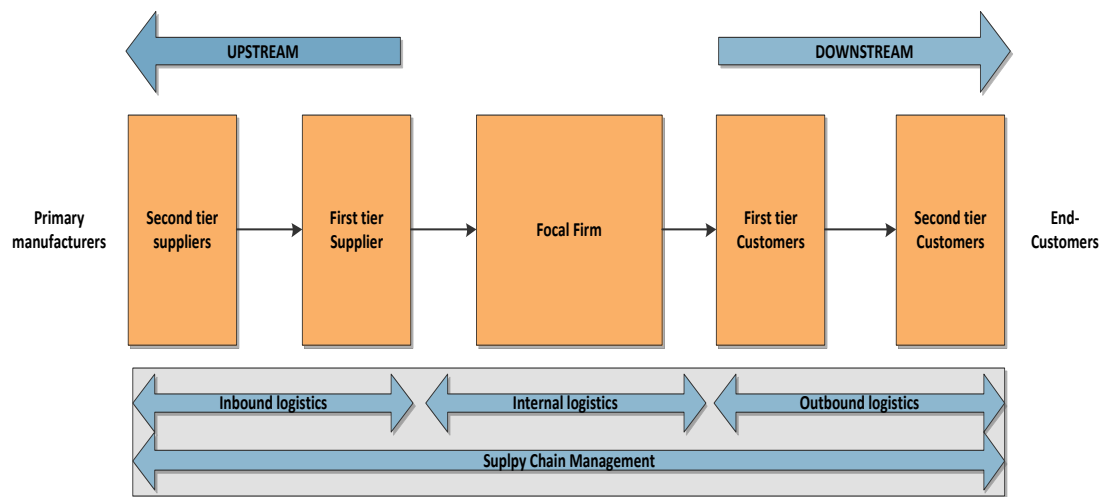 UPSTREAM
DOWNSTREAM
Primary
manufacturers
Second tier
suppliers
First tier
Supplier
Focal Firm
First tier
Customers
Second tier
Customers
End-
Customers
Inbound logistics
Internal logistics
Outbound logistics
Suplpy Chain Management